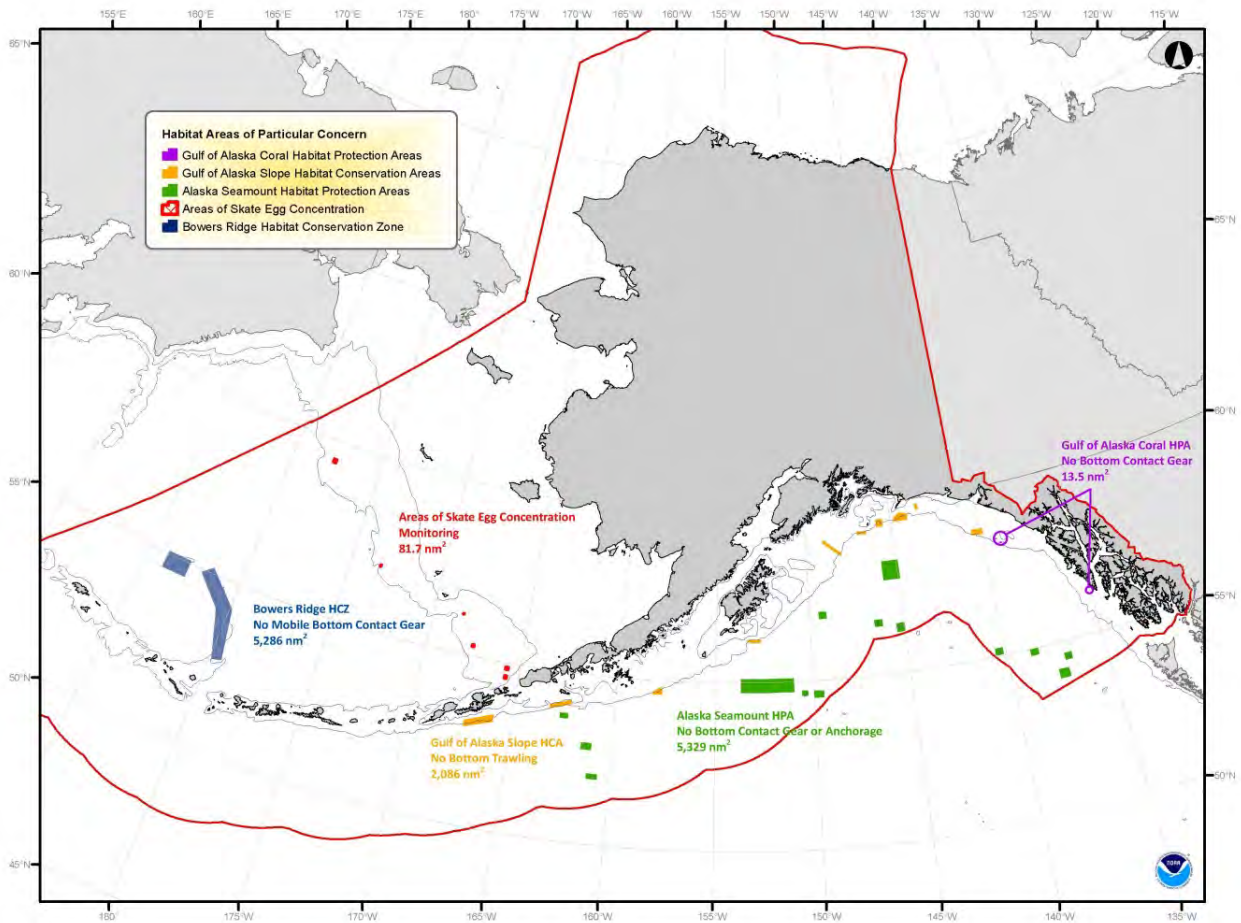 155°E 160°E 165°E 170°E 175°E 180° 175°W 170°W 165°W 160°W 155°W 150°W 145°W 140°W 135°W 130°W 125°W 120°W 115°W
65°N
Habitat Areas of Particular Concern
Gulf of Alaska Coral Habitat Protection Areas
Gulf of Alaska Slope Habitat Conservation Areas
Alaska Seamount Habitat Protection Areas
Areas of Skate Egg Concentration
Bowers Ridge Habitat Conservation Zone
65°N
60°N
60°N
Gulf of Alaska Coral HPA
No Bottom Contact Gear
13.5 nm²
55°N
Areas of Skate Egg Concentration
Monitoring
81.7 nm²
55°N
Bowers Ridge HCZ
No Mobile Bottom Contact Gear
5,286 nm²
50°N
Alaska Seamount HPA
No Bottom Contact Gear or Anchorage
5,329 nm²
Gulf of Alaska Slope HCA
No Bottom Trawling
2,086 nm²
50°N
45°N
NOAA
180° 175°W 170°W 165°W 160°W 155°W 150°W 145°W 140°W 135°W